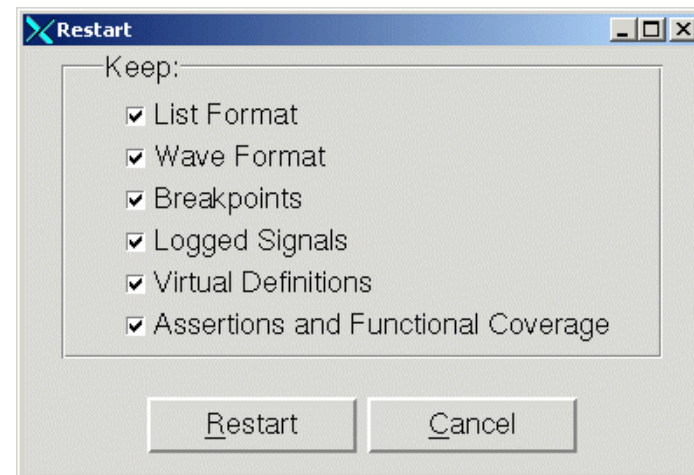 Restart
Keep:
List Format
Wave Format
Breakpoints
Logged Signals
Virtual Definitions
Assertions and Functional Coverage
Restart
Cancel